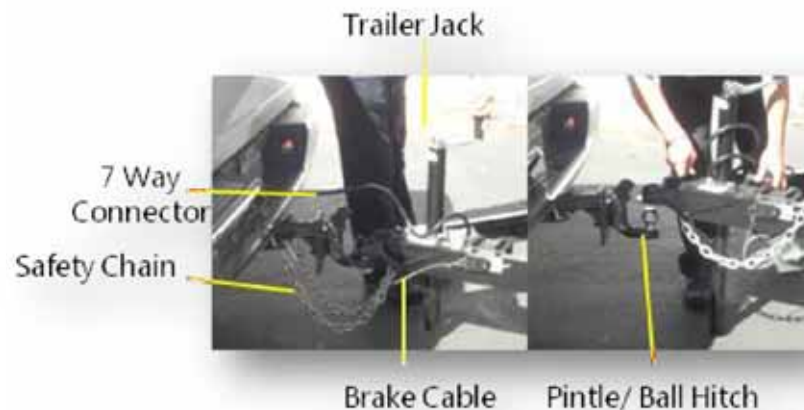 Trailer Jack
7 Way
Connector
Safety Chain
Brake Cable
Pintle/ Ball Hitch